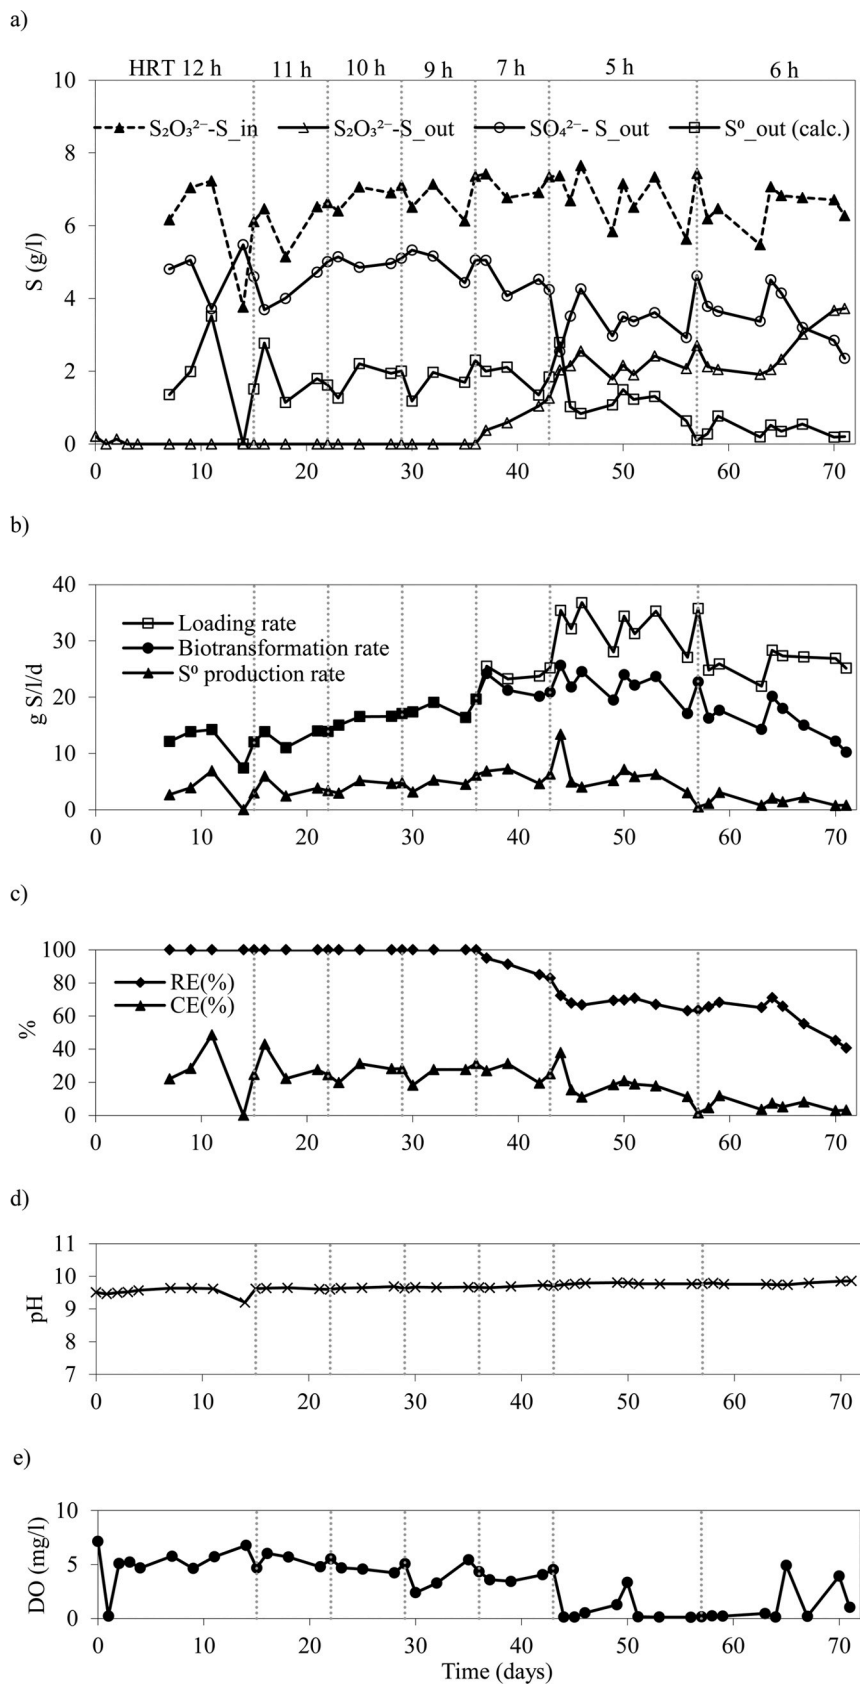 a)
HRT 12 h 11 h 10 h 9 h 7 h 5 h 6 h
10
S₂O₃²⁻-S_in S₂O₃²⁻-S_out SO₄²⁻- S_out S⁰_out (calc.)
8
6
4
2
0
S (g/l)
0 10 20 30 40 50 60 70
b)
40
30
20
10
0
g S/l/d
Loading rate
Biotransformation rate
S⁰ production rate
0 10 20 30 40 50 60 70
c)
100
80
60
40
20
0
%
RE(%)
CE(%)
0 10 20 30 40 50 60 70
d)
11
10
9
8
7
pH
0 10 20 30 40 50 60 70
e)
10
5
0
DO (mg/l)
0 10 20 30 40 50 60 70
Time (days)